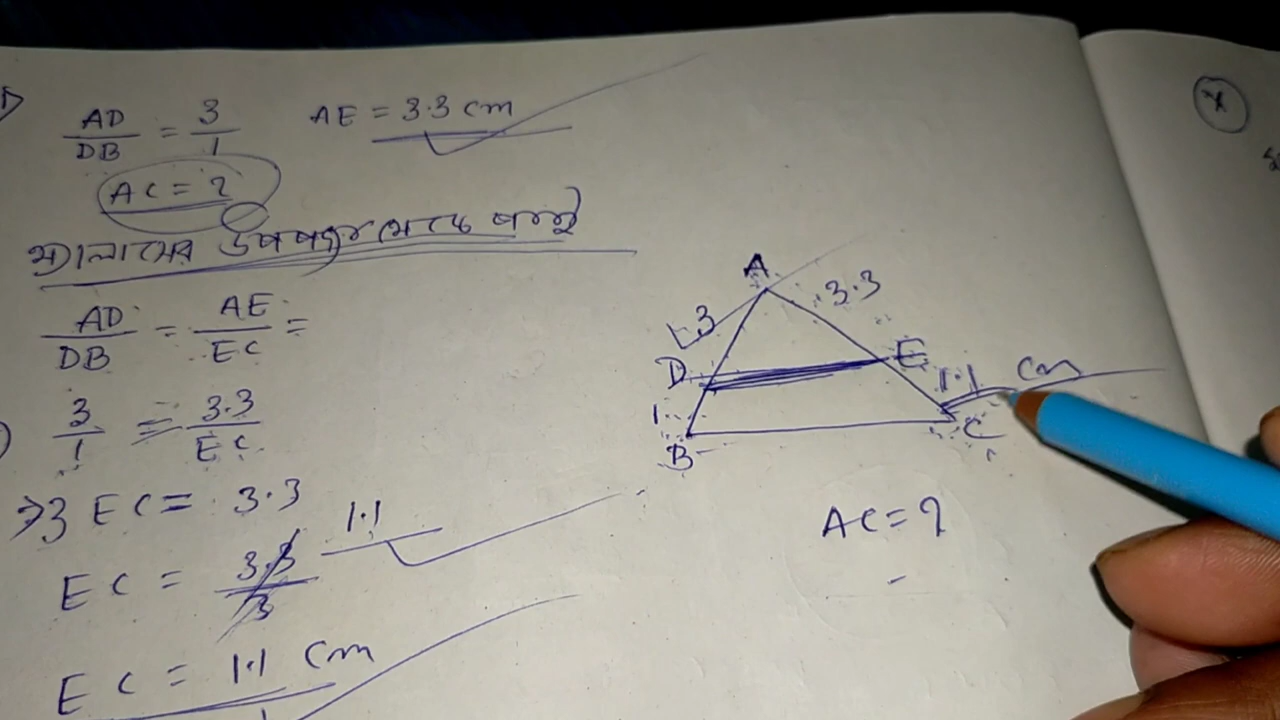 AD/DB = 3/1 AE = 3.3 cm
AC = ?
থ্যালাসের উপপাদ্য থেকে পাই
AD/DB = AE/EC =
3/1 = 3.3/EC
⇒ 3 EC = 3.3
EC = 3.3/3 1.1
EC = 1.1 cm
A
3.3
3
D
E
1.1 cm
1
B
C
AC = ?